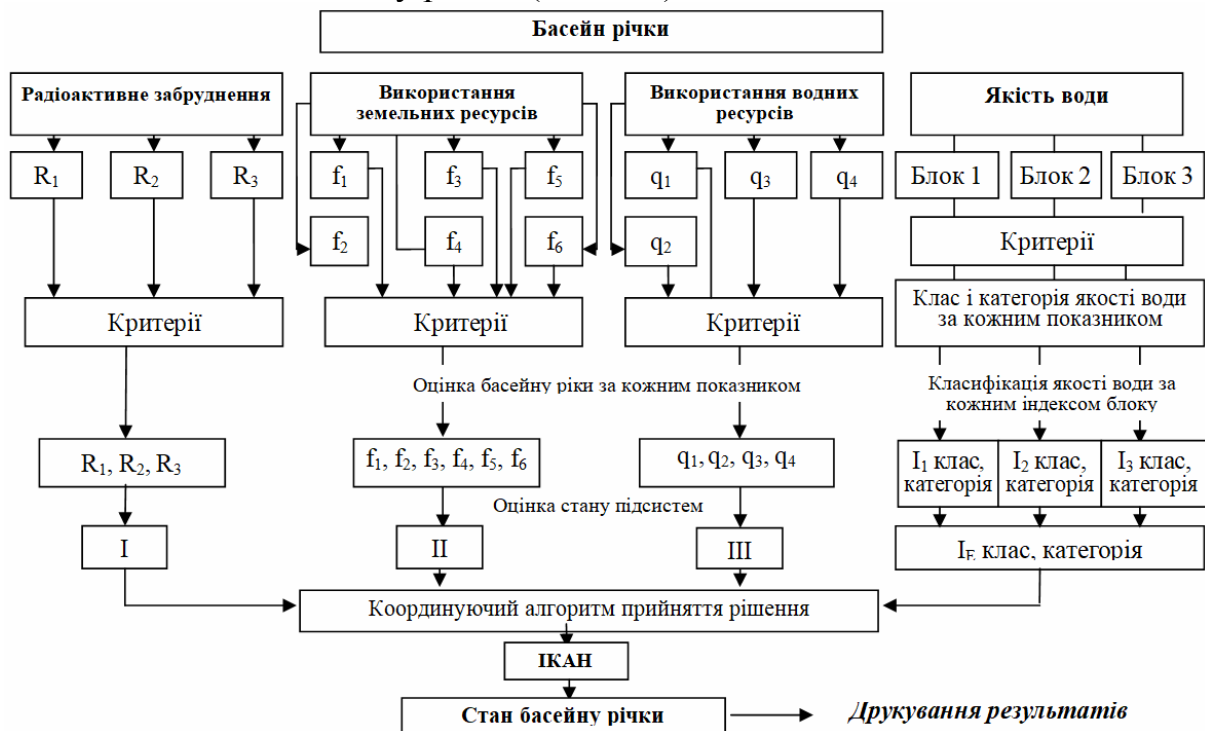 Басейн річки
Радіоактивне забруднення
Використання
земельних ресурсів
Використання водних
ресурсів
Якість води
R₁
R₂
R₃
f₁
f₃
f₅
q₁
q₃
q₄
Блок 1
Блок 2
Блок 3
f₂
f₄
f₆
q₂
Критерії
Критерії
Критерії
Критерії
Клас і категорія якості води
за кожним показником
Оцінка басейну ріки за кожним показником
Класифікація якості води за
кожним індексом блоку
R₁, R₂, R₃
f₁, f₂, f₃, f₄, f₅, f₆
q₁, q₂, q₃, q₄
I₁ клас,
категорія
I₂ клас,
категорія
I₃ клас,
категорія
Оцінка стану підсистем
I
II
III
I_E клас, категорія
Координуючий алгоритм прийняття рішення
ІКАН
Стан басейну річки
Друкування результатів